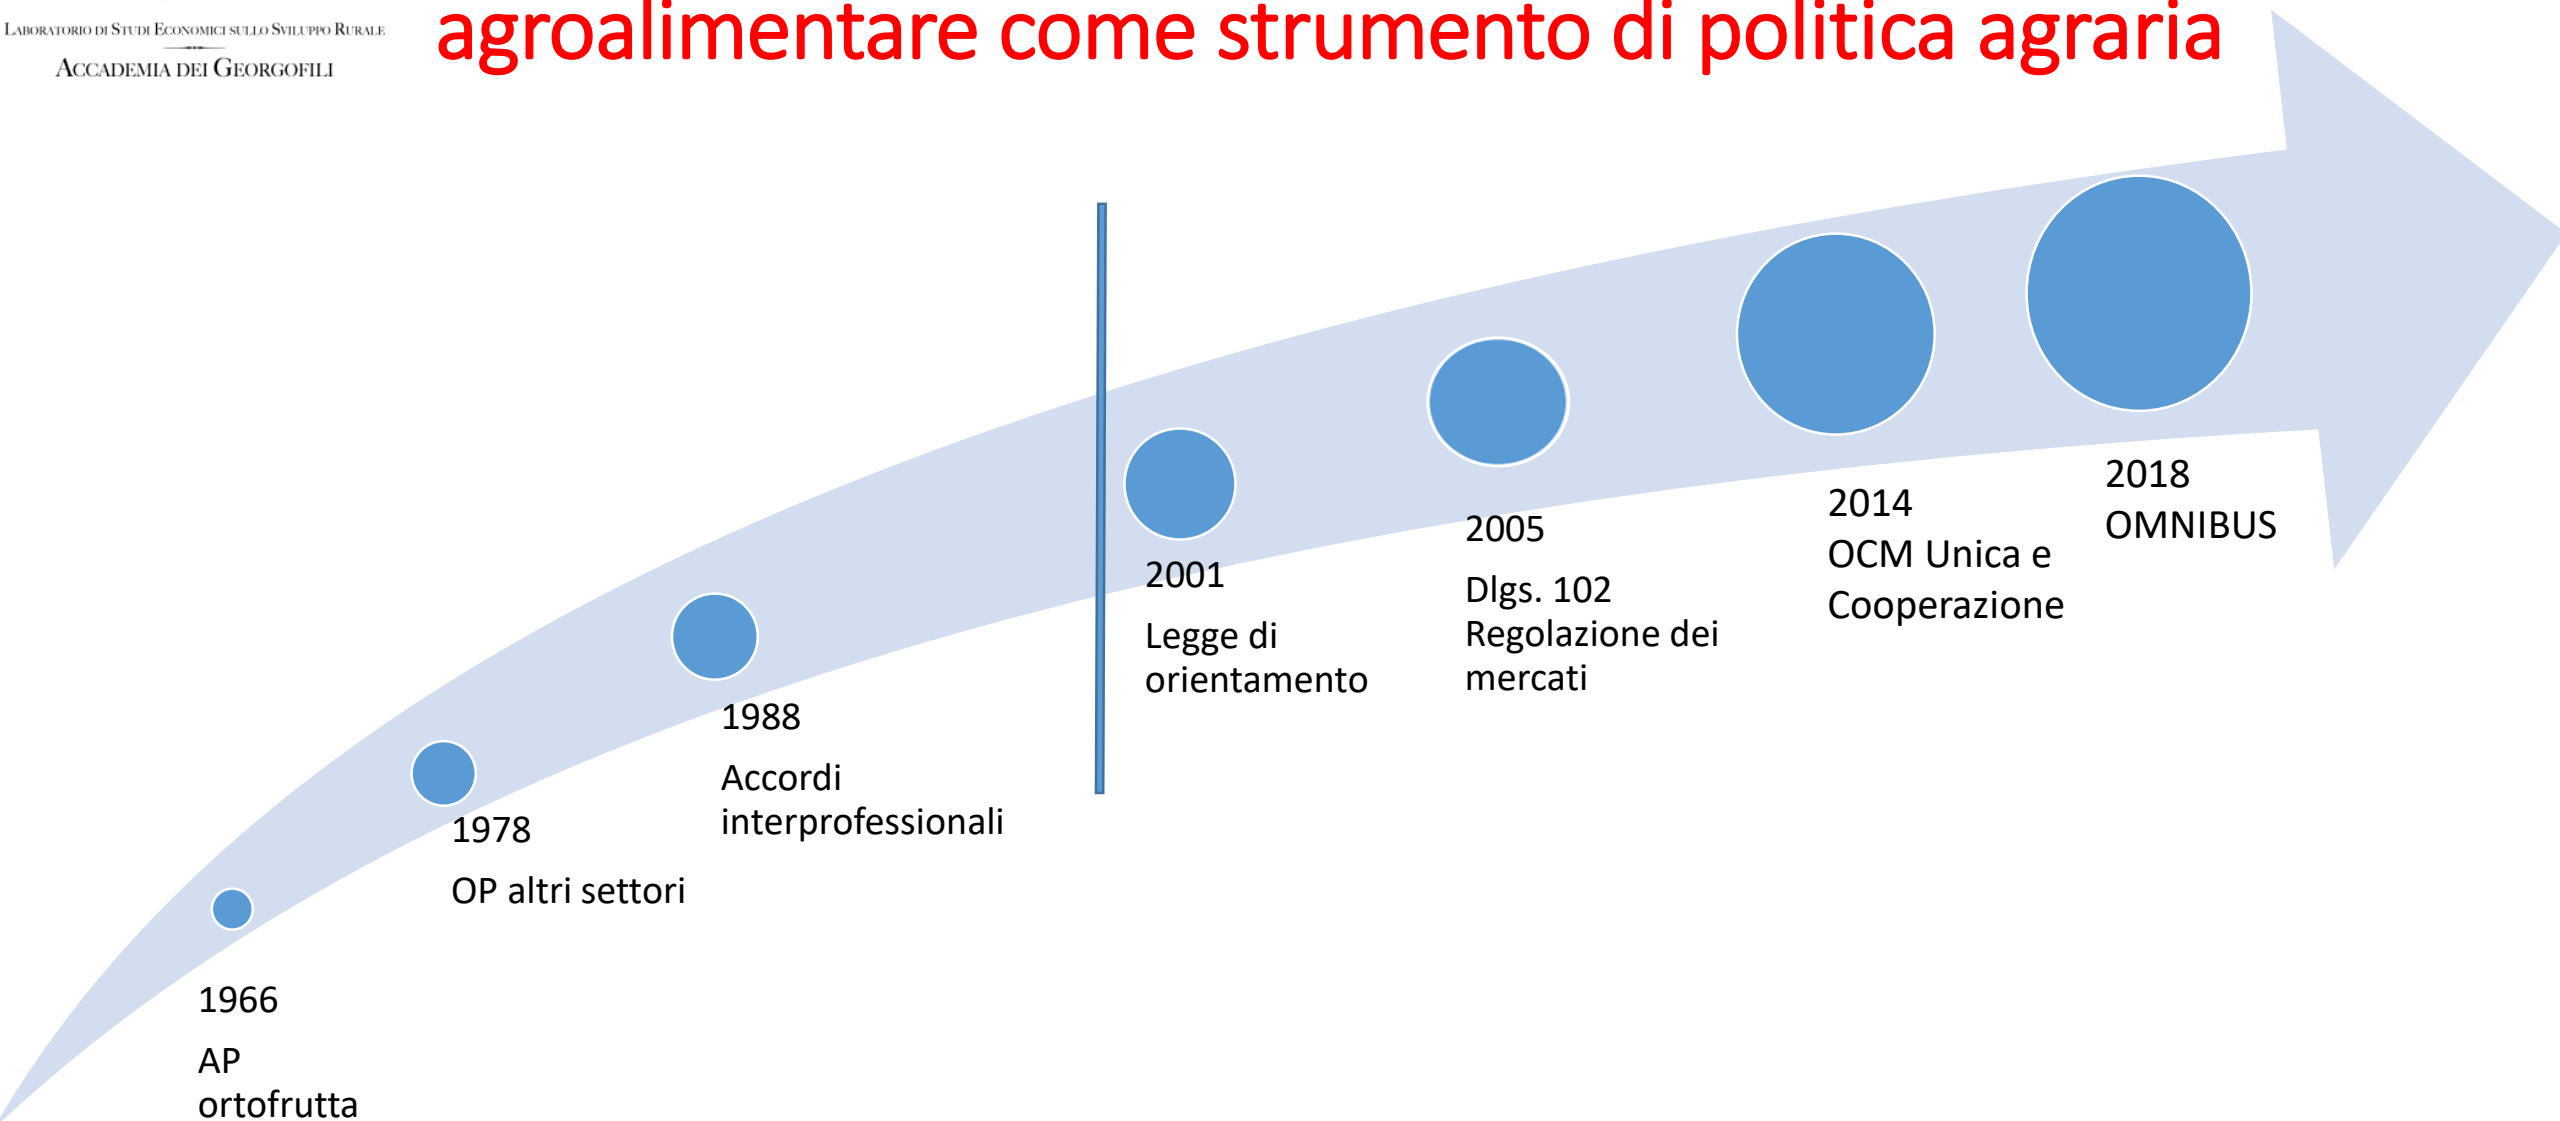 LABORATORIO DI STUDI ECONOMICI SULLO SVILUPPO RURALE
ACCADEMIA DEI GEORGOFILI
agroalimentare come strumento di politica agraria
1966
AP
ortofrutta
1978
OP altri settori
1988
Accordi
interprofessionali
2001
Legge di
orientamento
2005
Dlgs. 102
Regolazione dei
mercati
2014
OCM Unica e
Cooperazione
2018
OMNIBUS